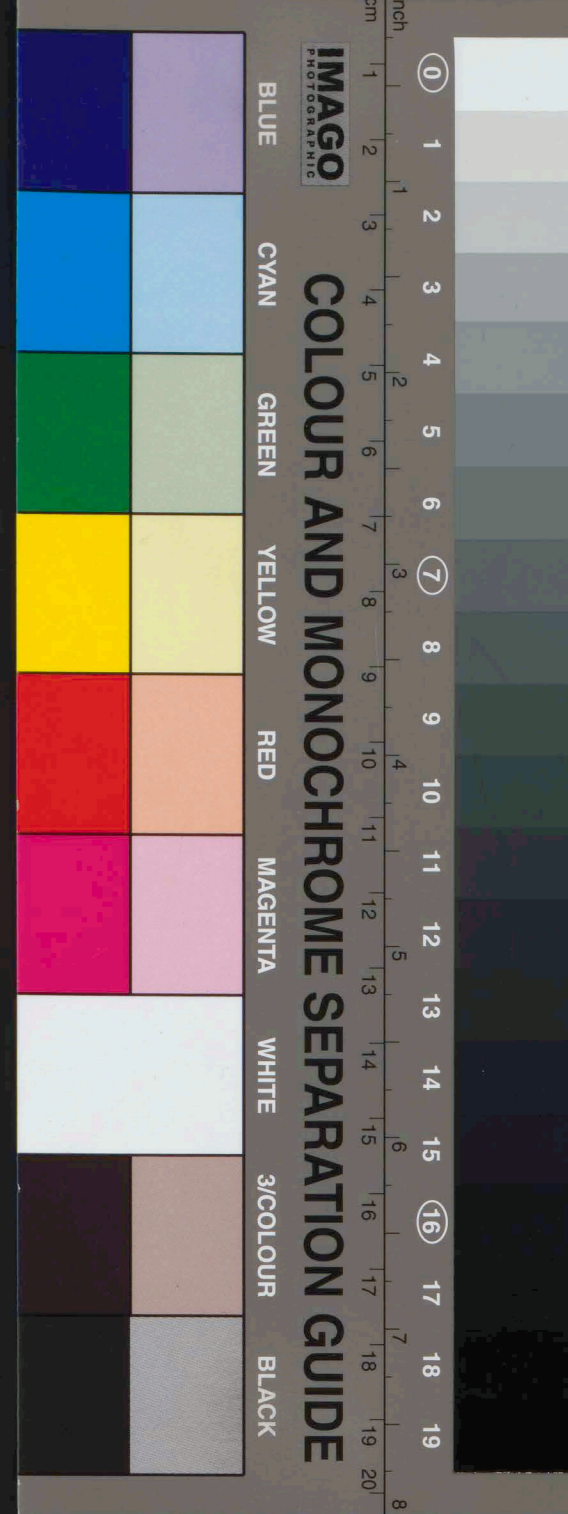 inch 1 2 3 4 5 6 7 8
cm 1 2 3 4 5 6 7 8 9 10 11 12 13 14 15 16 17 18 19 20
0 1 2 3 4 5 6 7 8 9 10 11 12 13 14 15 16 17 18 19
IMAGO
PHOTOGRAPHIC
COLOUR AND MONOCHROME SEPARATION GUIDE
BLUE CYAN GREEN YELLOW RED MAGENTA WHITE 3/COLOUR BLACK